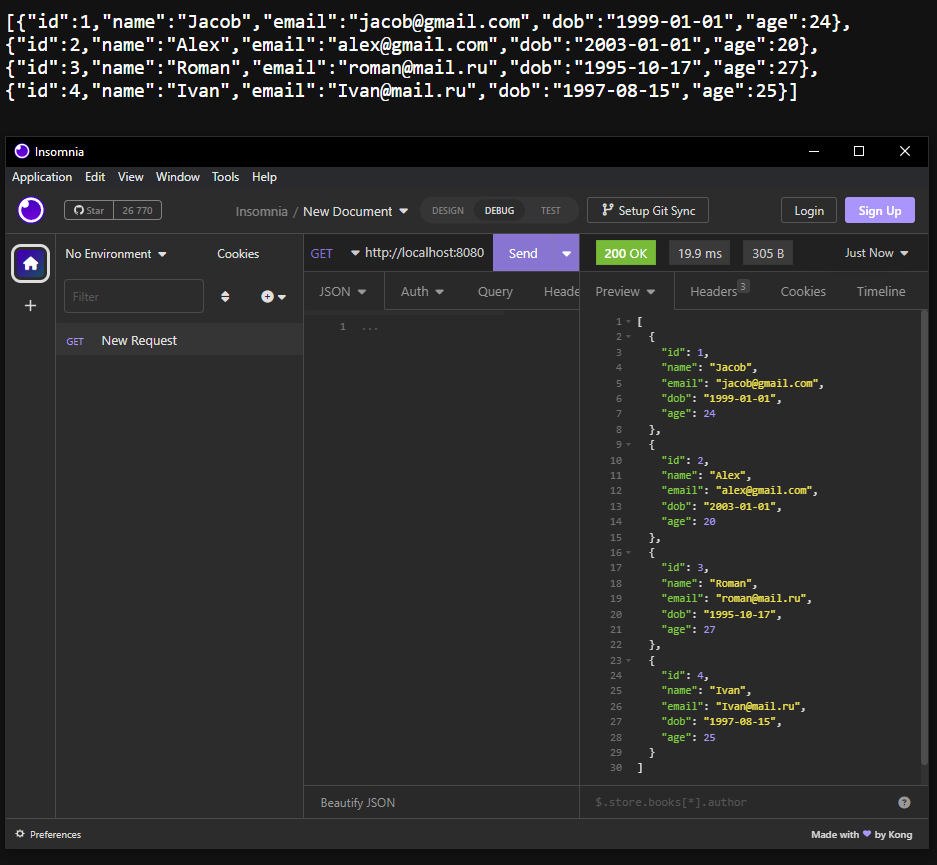 [{"id":1,"name":"Jacob","email":"jacob@gmail.com","dob":"1999-01-01","age":24},
{"id":2,"name":"Alex","email":"alex@gmail.com","dob":"2003-01-01","age":20},
{"id":3,"name":"Roman","email":"roman@mail.ru","dob":"1995-10-17","age":27},
{"id":4,"name":"Ivan","email":"Ivan@mail.ru","dob":"1997-08-15","age":25}]
Insomnia
Application Edit View Window Tools Help
Star 26 770 Insomnia / New Document DESIGN DEBUG TEST Setup Git Sync Login Sign Up
No Environment Cookies GET http://localhost:8080 Send 200 OK 19.9 ms 305 B Just Now
Filter JSON Auth Query Heade Preview Headers 3 Cookies Timeline
GET New Request
1 ...
1 [
2 {
3 "id": 1,
4 "name": "Jacob",
5 "email": "jacob@gmail.com",
6 "dob": "1999-01-01",
7 "age": 24
8 },
9 {
10 "id": 2,
11 "name": "Alex",
12 "email": "alex@gmail.com",
13 "dob": "2003-01-01",
14 "age": 20
15 },
16 {
17 "id": 3,
18 "name": "Roman",
19 "email": "roman@mail.ru",
20 "dob": "1995-10-17",
21 "age": 27
22 },
23 {
24 "id": 4,
25 "name": "Ivan",
26 "email": "Ivan@mail.ru",
27 "dob": "1997-08-15",
28 "age": 25
29 }
30 ]
Beautify JSON $.store.books[*].author ?
Preferences Made with 💜 by Kong